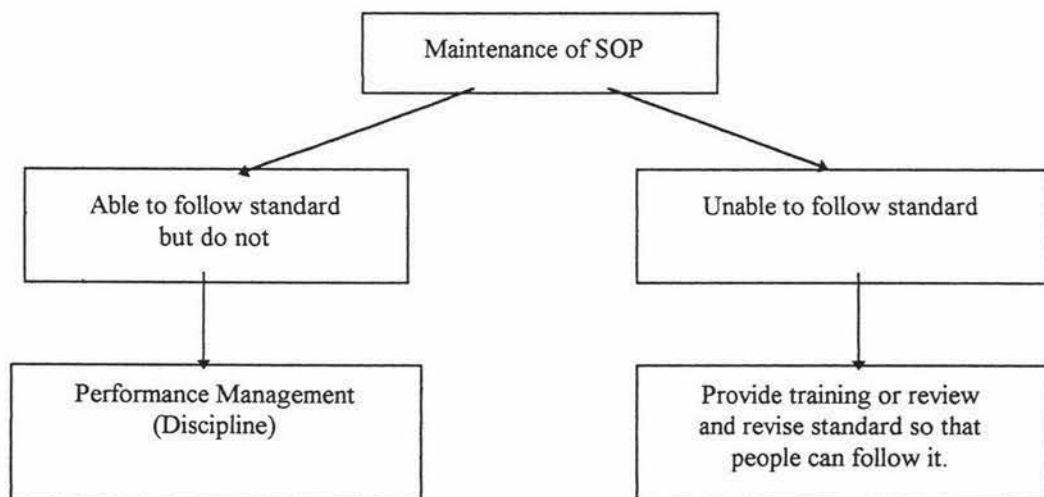 Maintenance of SOP
Able to follow standard
but do not
Unable to follow standard
Performance Management
(Discipline)
Provide training or review
and revise standard so that
people can follow it.